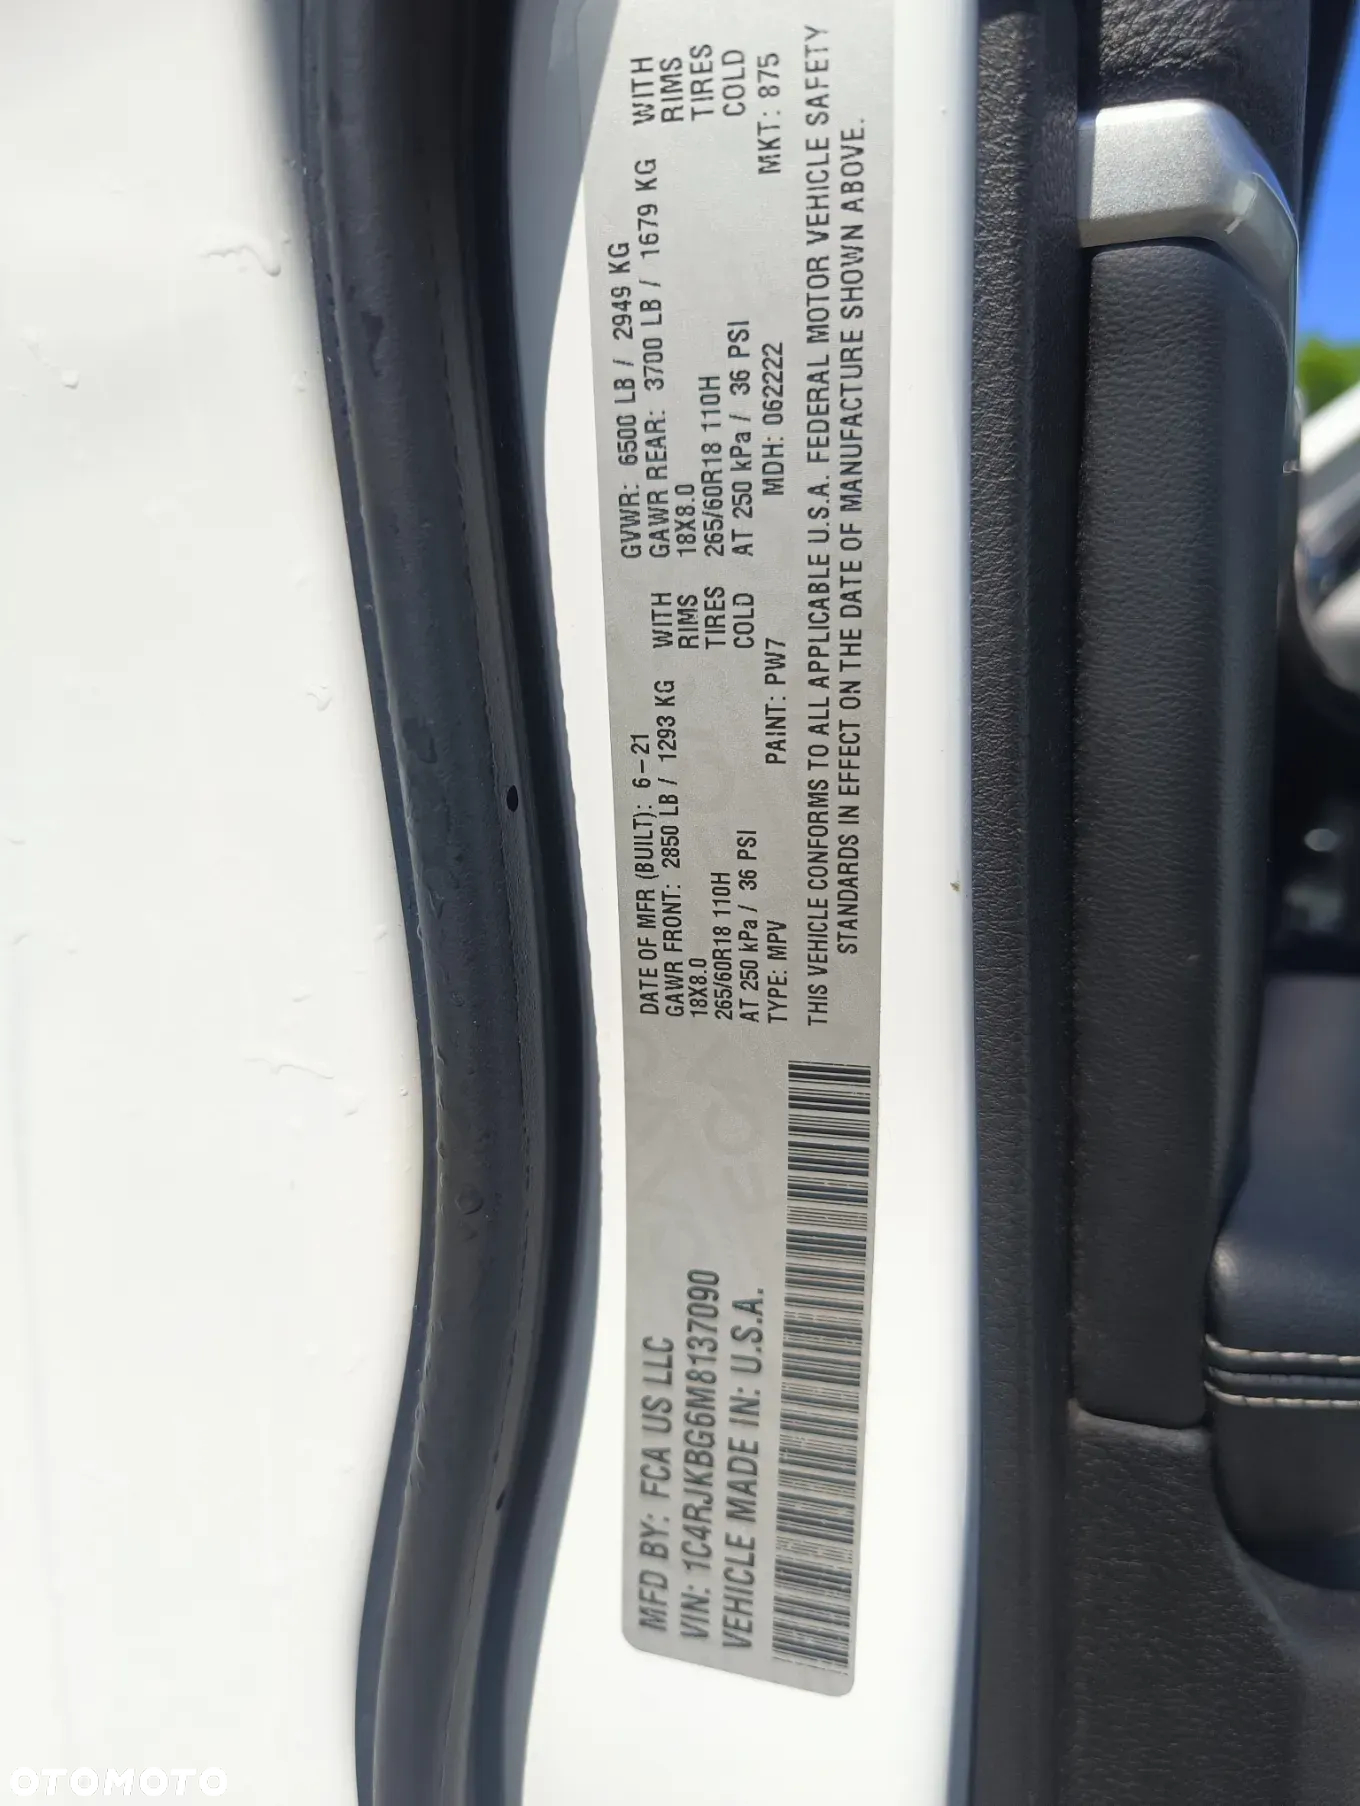 MFD BY: FCA US LLC
VIN: 1C4RJKBG6M8137090
VEHICLE MADE IN: U.S.A.
DATE OF MFR (BUILT): 6-21 GVWR: 6500 LB / 2949 KG
GAWR FRONT: 2850 LB / 1293 KG WITH GAWR REAR: 3700 LB / 1679 KG WITH
18X8.0 RIMS 18X8.0 RIMS
265/60R18 110H TIRES 265/60R18 110H TIRES
AT 250 kPa / 36 PSI COLD AT 250 kPa / 36 PSI COLD
TYPE: MPV PAINT: PW7 MDH: 062222 MKT: 875
THIS VEHICLE CONFORMS TO ALL APPLICABLE U.S.A. FEDERAL MOTOR VEHICLE SAFETY
STANDARDS IN EFFECT ON THE DATE OF MANUFACTURE SHOWN ABOVE.
OTOMOTO